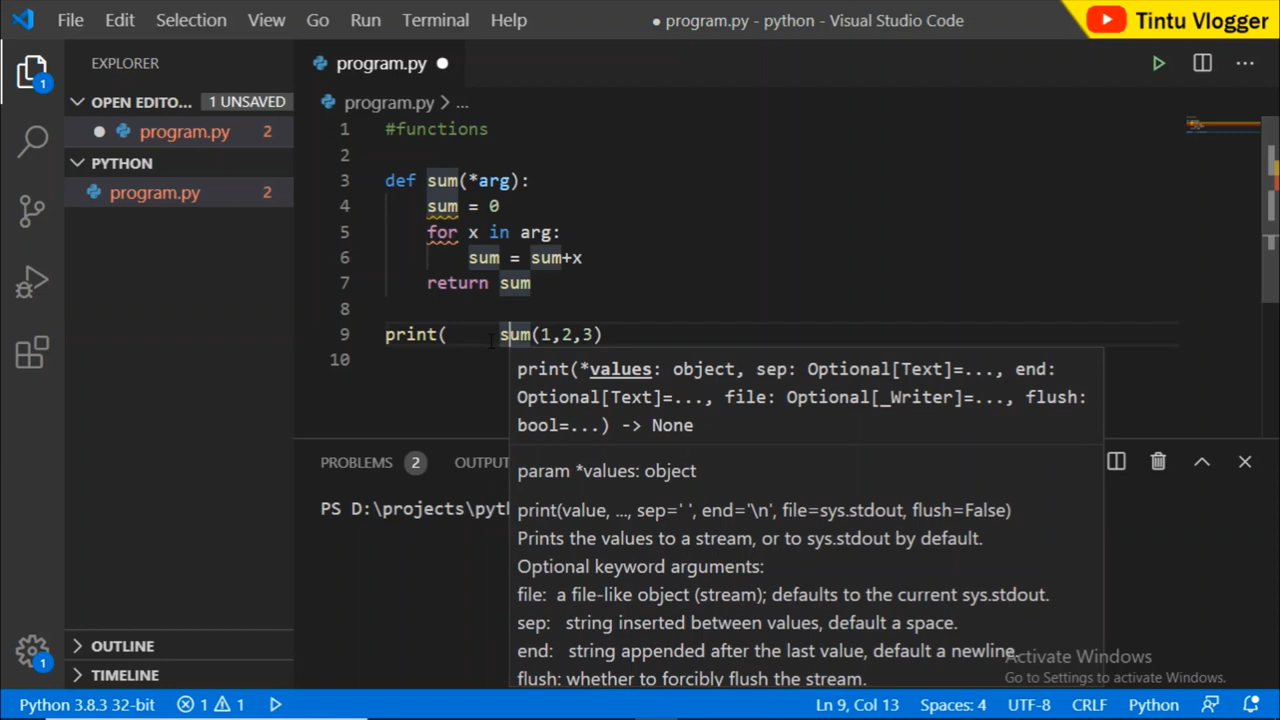 File Edit Selection View Go Run Terminal Help ● program.py - python - Visual Studio Code
Tintu Vlogger
EXPLORER
OPEN EDITO... 1 UNSAVED
program.py 2
PYTHON
program.py 2
OUTLINE
TIMELINE
1
1
program.py ●
program.py > ...
1 #functions
2
3 def sum(*arg):
4 sum = 0
5 for x in arg:
6 sum = sum+x
7 return sum
8
9 print( sum(1,2,3)
10
print(*values: object, sep: Optional[Text]=..., end:
Optional[Text]=..., file: Optional[_Writer]=..., flush:
bool=...) -> None
param *values: object
print(value, ..., sep=' ', end='\n', file=sys.stdout, flush=False)
Prints the values to a stream, or to sys.stdout by default.
Optional keyword arguments:
file: a file-like object (stream); defaults to the current sys.stdout.
sep: string inserted between values, default a space.
end: string appended after the last value, default a newline.
flush: whether to forcibly flush the stream.
PROBLEMS 2 OUTPUT
PS D:\projects\pyth
Activate Windows
Go to Settings to activate Windows.
Python 3.8.3 32-bit 1 1 Ln 9, Col 13 Spaces: 4 UTF-8 CRLF Python